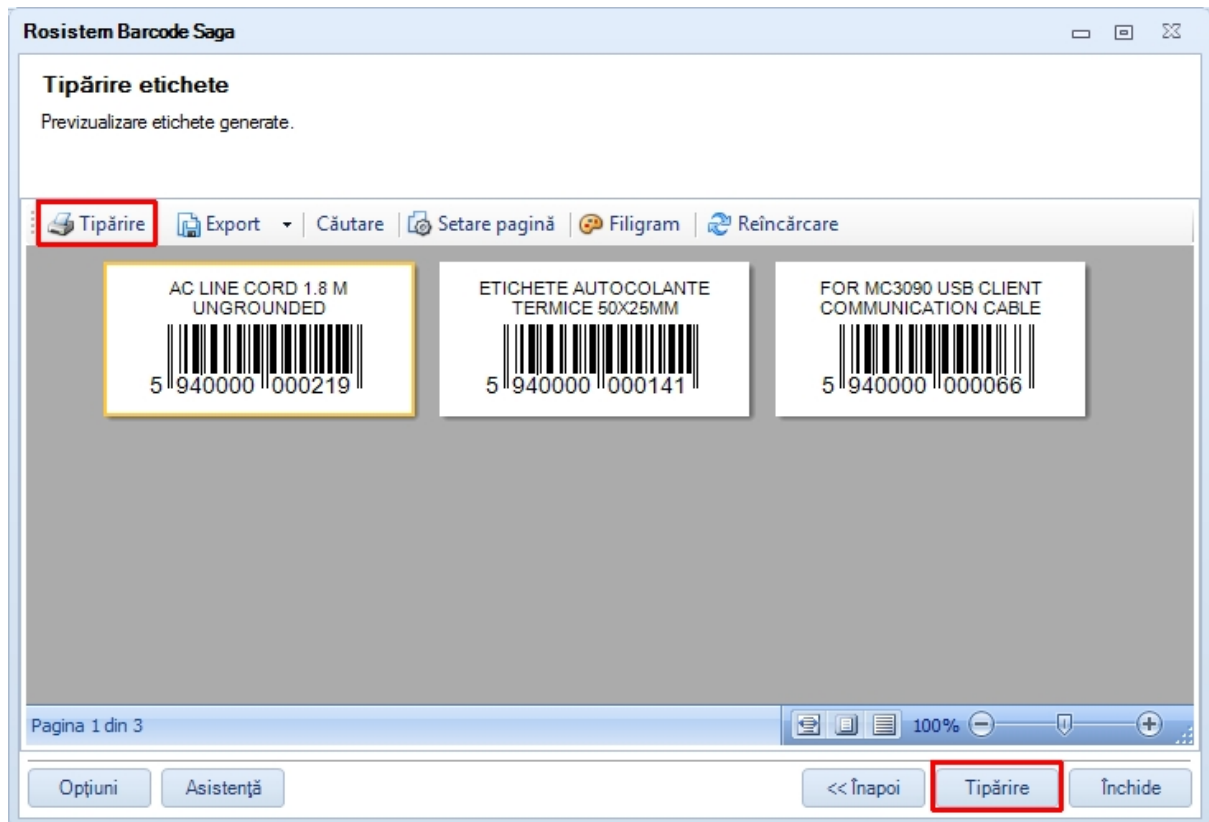 Rosistem Barcode Saga
Tipărire etichete
Previzualizare etichete generate.
Tipărire Export Căutare Setare pagină Filigram Reîncărcare
AC LINE CORD 1.8 M
UNGROUNDED
5 940000 000219
ETICHETE AUTOCOLANTE
TERMICE 50X25MM
5 940000 000141
FOR MC3090 USB CLIENT
COMMUNICATION CABLE
5 940000 000066
Pagina 1 din 3
100%
Opțiuni Asistenţă << Înapoi Tipărire Închide